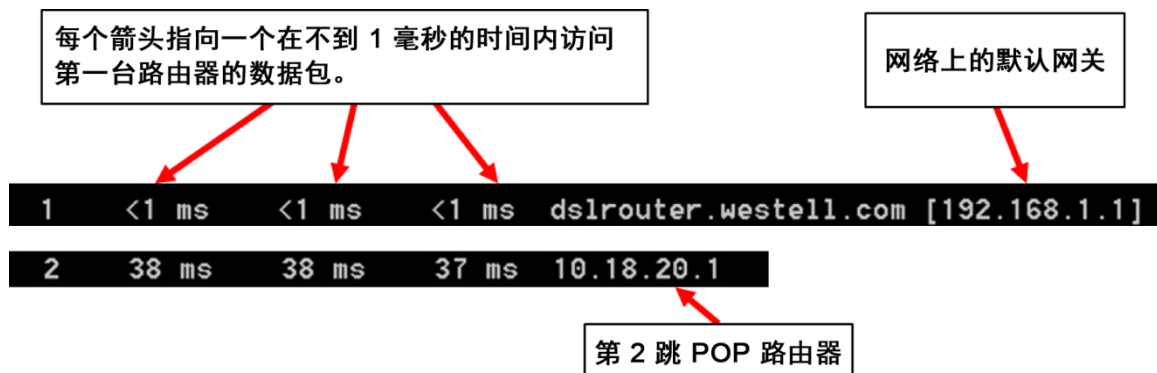 每个箭头指向一个在不到 1 毫秒的时间内访问
第一台路由器的数据包。
网络上的默认网关
1 <1 ms <1 ms <1 ms dslrouter.westell.com [192.168.1.1]
2 38 ms 38 ms 37 ms 10.18.20.1
第 2 跳 POP 路由器